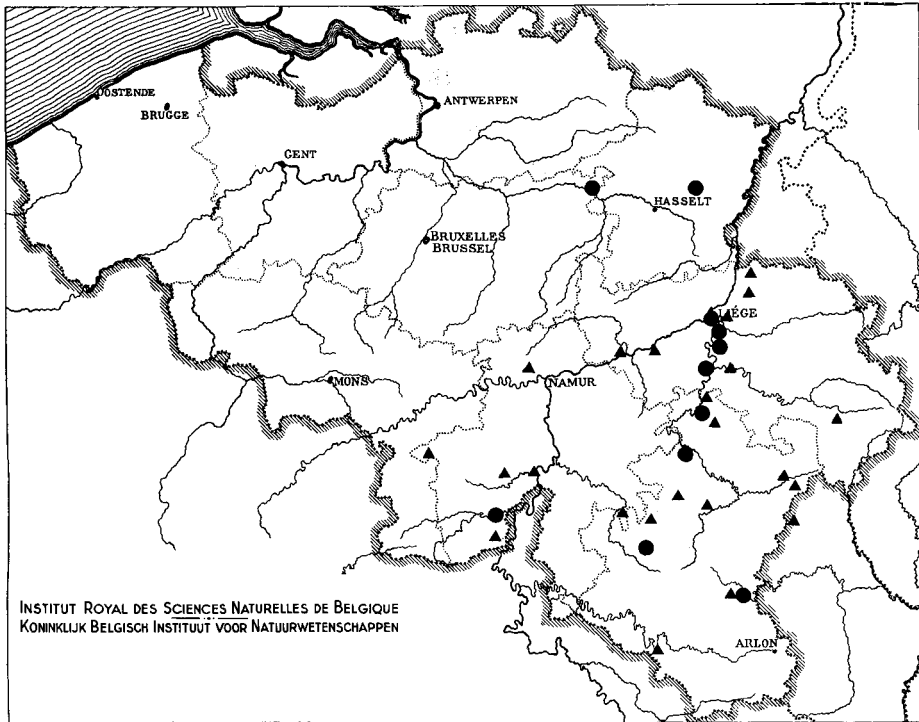 OOSTENDE
BRUGGE
ANTWERPEN
GENT
HASSELT
BRUXELLES
BRUSSEL
LIÉGE
MONS
NAMUR
INSTITUT ROYAL DES SCIENCES NATURELLES DE BELGIQUE
KONINKLIJK BELGISCH INSTITUUT VOOR NATUURWETENSCHAPPEN
ARLON